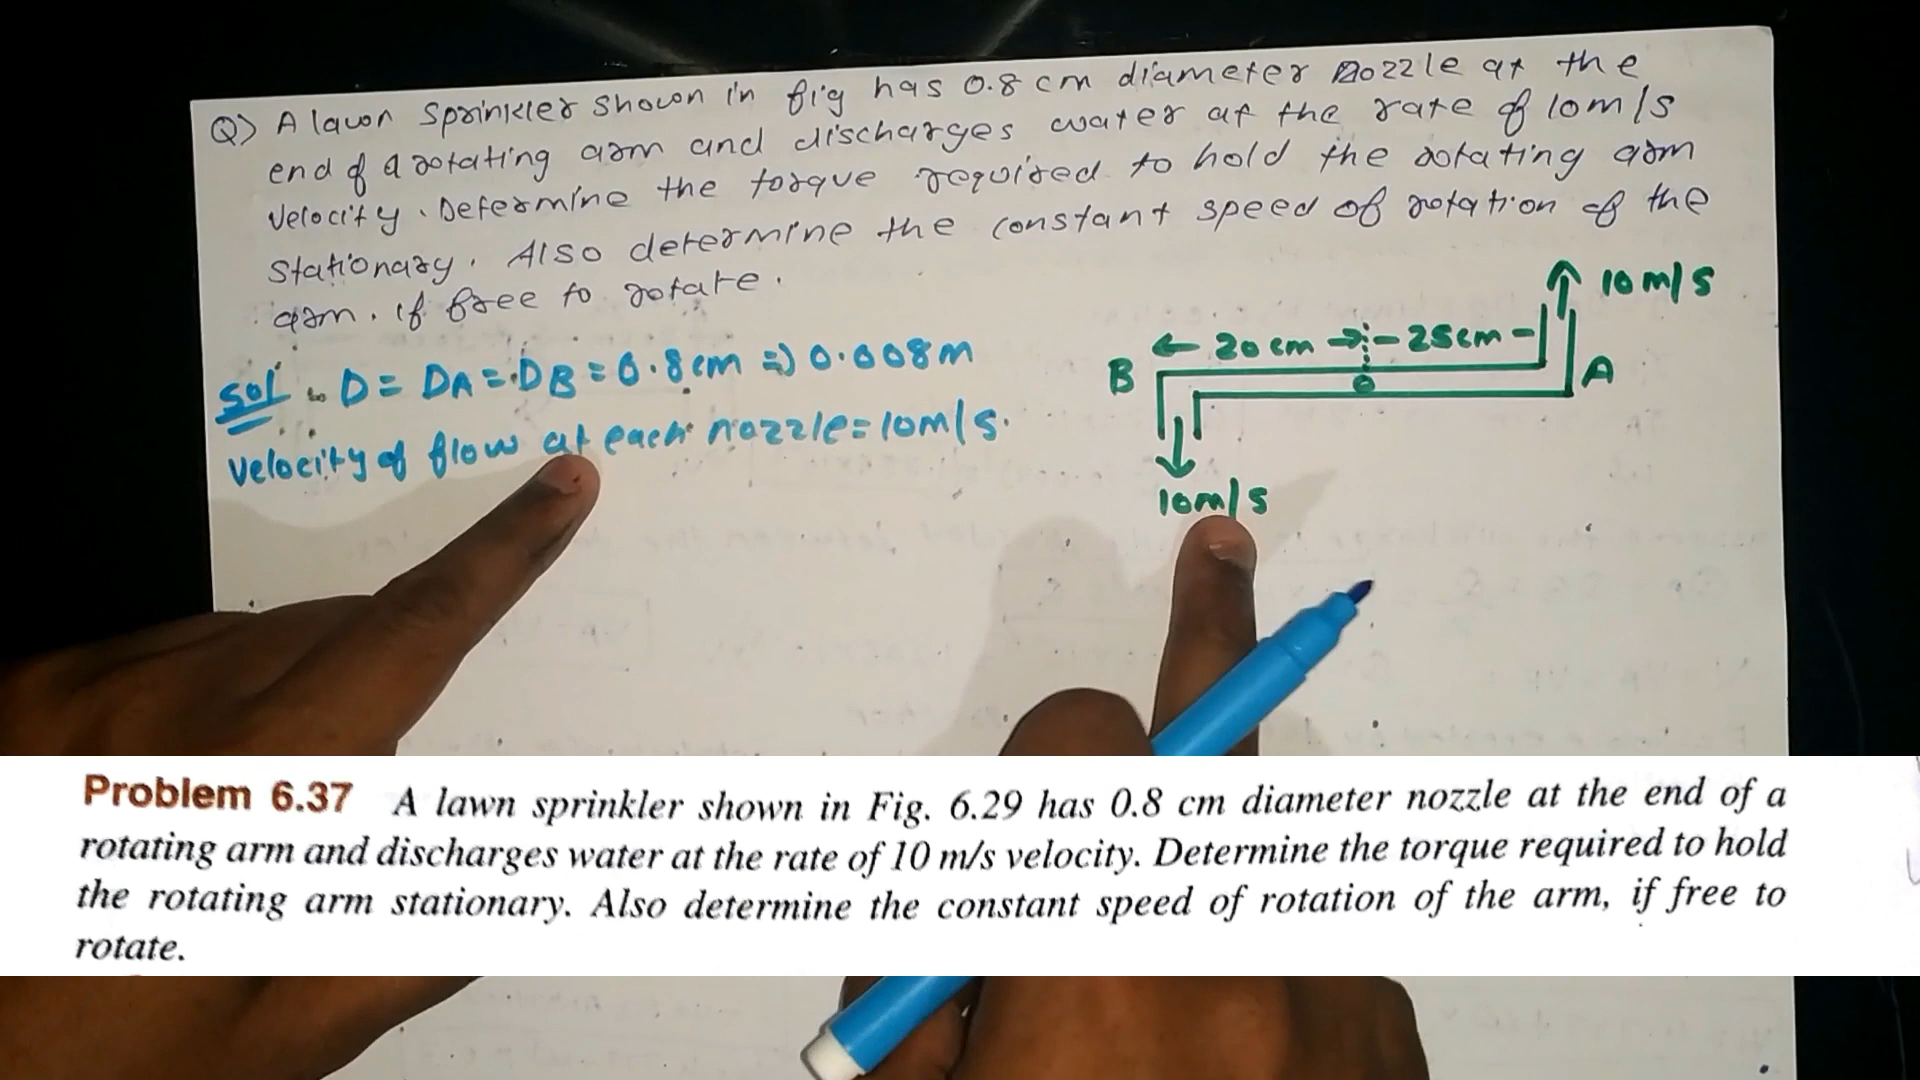 Q) A lawn sprinkler shown in fig has 0.8 cm diameter nozzle at the
end of a rotating arm and discharges water at the rate of 10m/s
velocity. Determine the torque required to hold the rotating arm
stationary. Also determine the constant speed of rotation of the
arm. if free to rotate.
Sol D = DA = DB = 0.8cm => 0.008m
velocity of flow at each nozzle = 10m/s.
10 m/s
B ← 20 cm → - 25cm - A
O
10m/s
Problem 6.37 A lawn sprinkler shown in Fig. 6.29 has 0.8 cm diameter nozzle at the end of a
rotating arm and discharges water at the rate of 10 m/s velocity. Determine the torque required to hold
the rotating arm stationary. Also determine the constant speed of rotation of the arm, if free to
rotate.